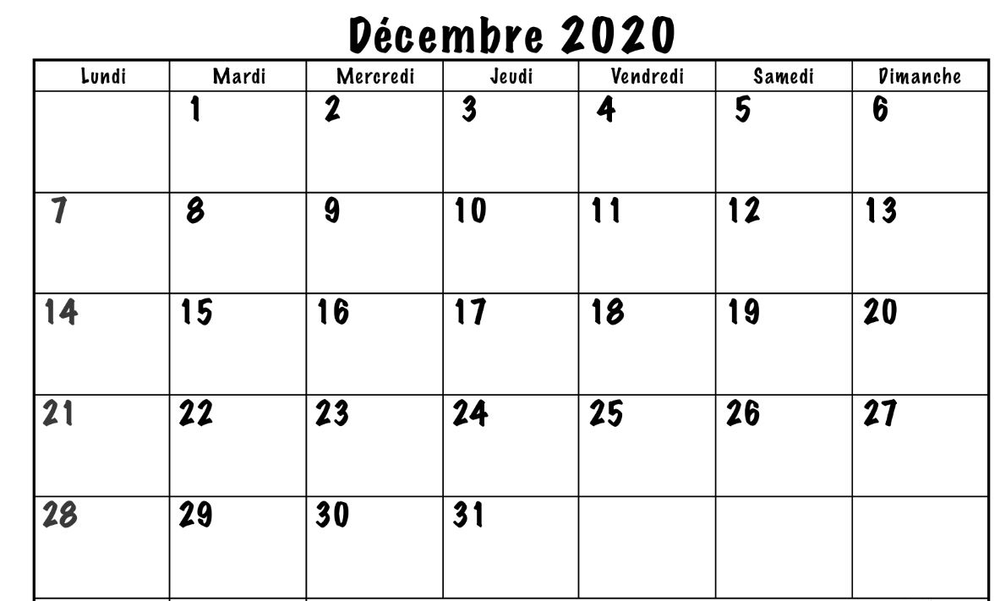 Décembre 2020
Lundi Mardi Mercredi Jeudi Vendredi Samedi Dimanche
1 2 3 4 5 6
7 8 9 10 11 12 13
14 15 16 17 18 19 20
21 22 23 24 25 26 27
28 29 30 31